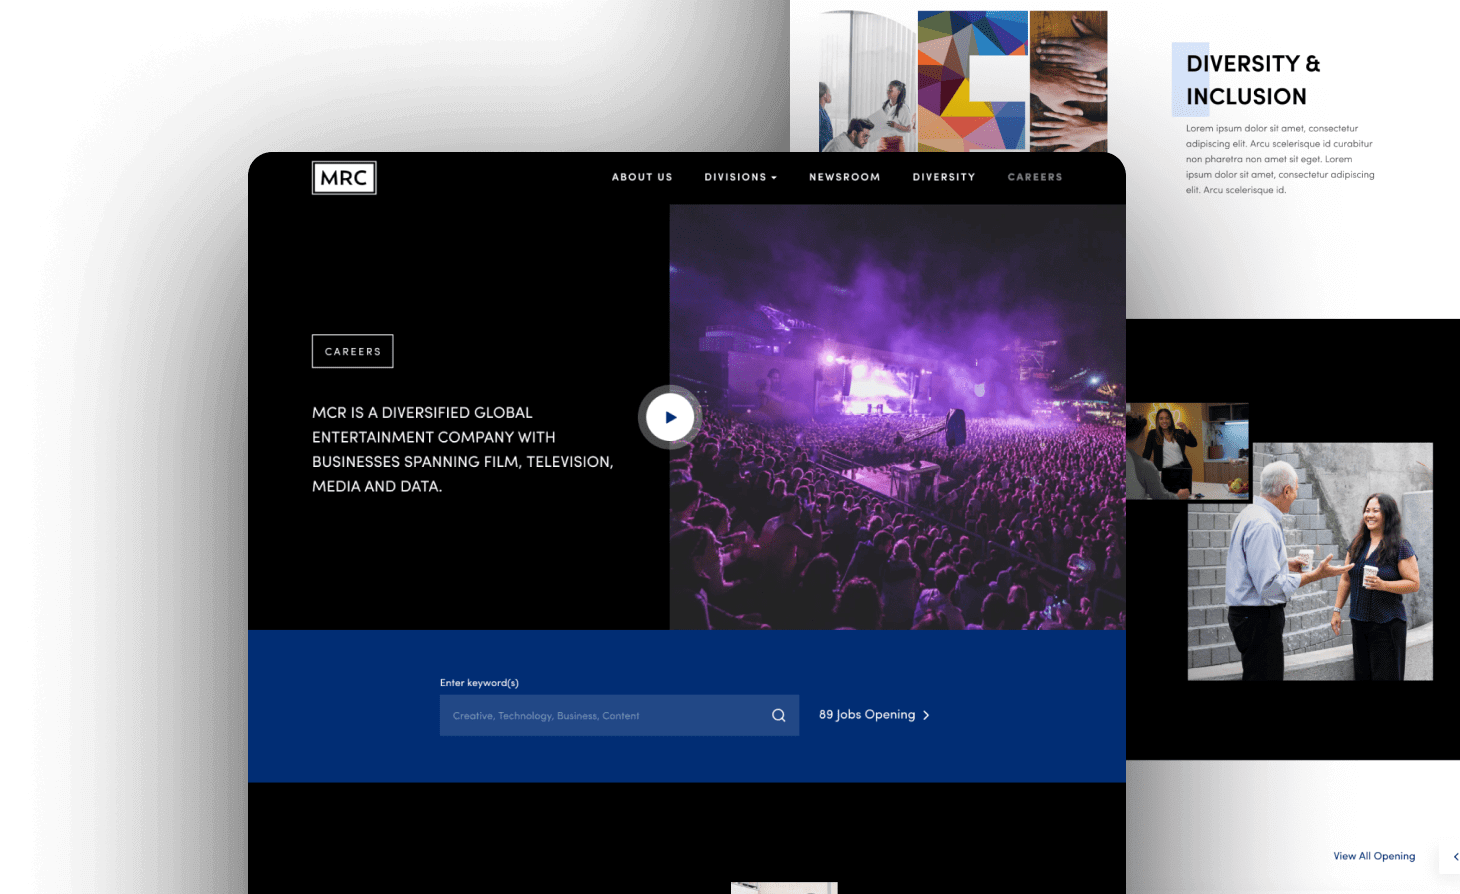 DIVERSITY &
INCLUSION
Lorem ipsum dolor sit amet, consectetur
adipiscing elit. Arcu scelerisque id curabitur
non pharetra non amet sit eget. Lorem
ipsum dolor sit amet, consectetur adipiscing
elit. Arcu scelerisque id.
MRC
ABOUT US
DIVISIONS
NEWSROOM
DIVERSITY
CAREERS
CAREERS
MCR IS A DIVERSIFIED GLOBAL
ENTERTAINMENT COMPANY WITH
BUSINESSES SPANNING FILM, TELEVISION,
MEDIA AND DATA.
Enter keyword(s)
Creative, Technology, Business, Content
89 Jobs Opening
View All Opening